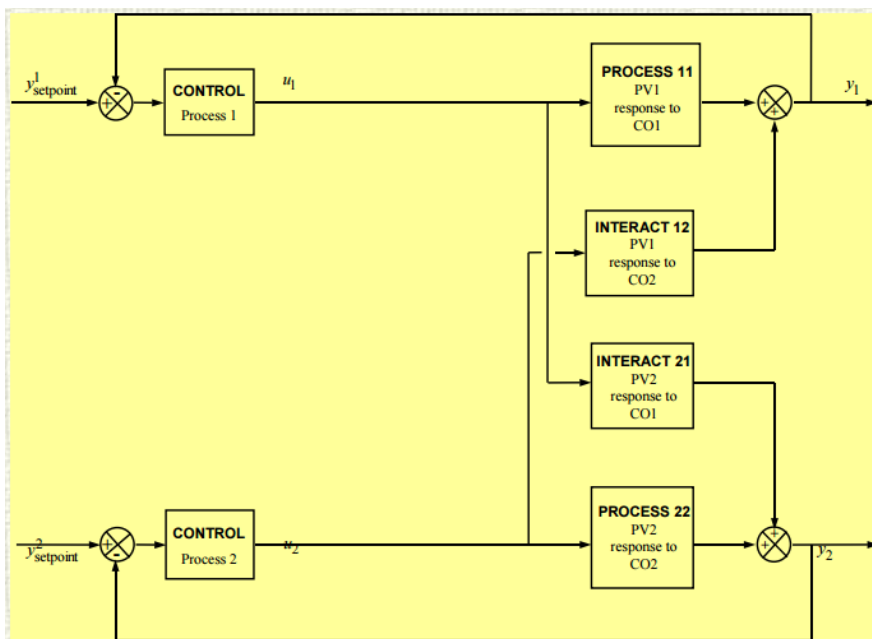 y¹setpoint
CONTROL
Process 1
u₁
PROCESS 11
PV1
response to
CO1
y₁
INTERACT 12
PV1
response to
CO2
INTERACT 21
PV2
response to
CO1
y²setpoint
CONTROL
Process 2
u₂
PROCESS 22
PV2
response to
CO2
y₂